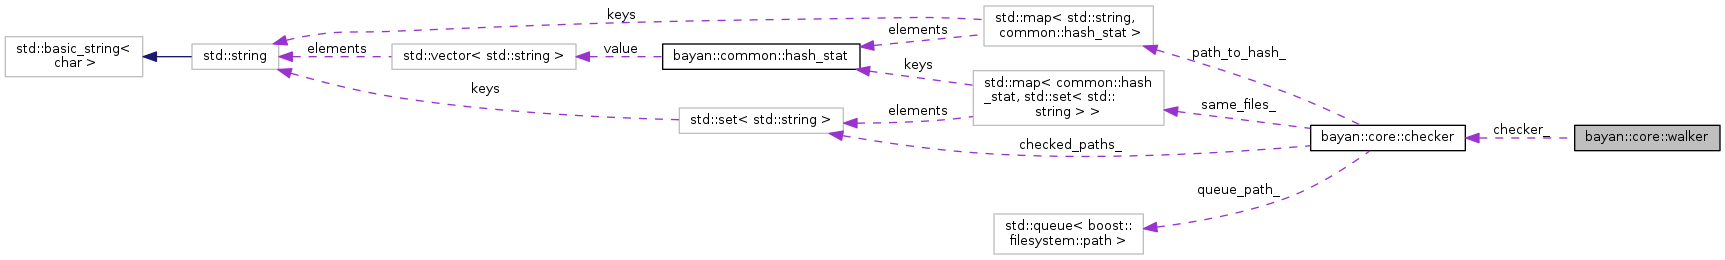 std::basic_string<
char >
std::string
keys
elements
std::vector< std::string >
keys
value
bayan::common::hash_stat
std::set< std::string >
elements
keys
elements
std::map< std::string,
common::hash_stat >
std::map< common::hash
_stat, std::set< std::
string > >
checked_paths_
path_to_hash_
same_files_
queue_path_
std::queue< boost::
filesystem::path >
bayan::core::checker
checker_
bayan::core::walker